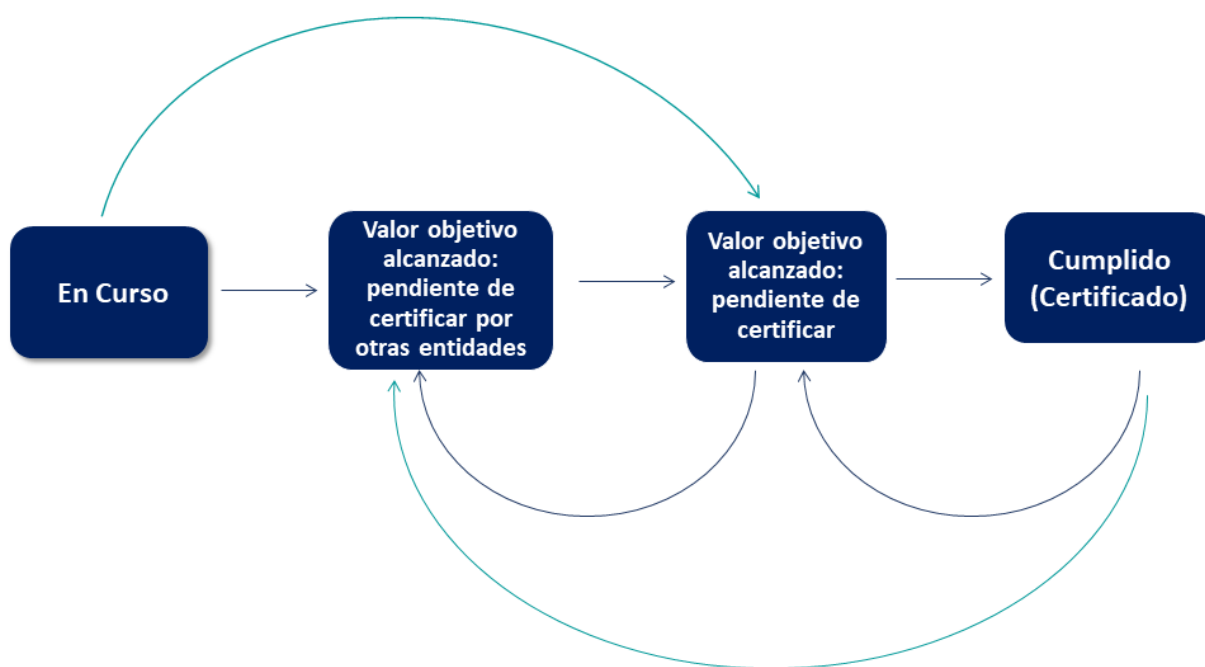 En Curso
Valor objetivo
alcanzado:
pendiente de
certificar por
otras entidades
Valor objetivo
alcanzado:
pendiente de
certificar
Cumplido
(Certificado)